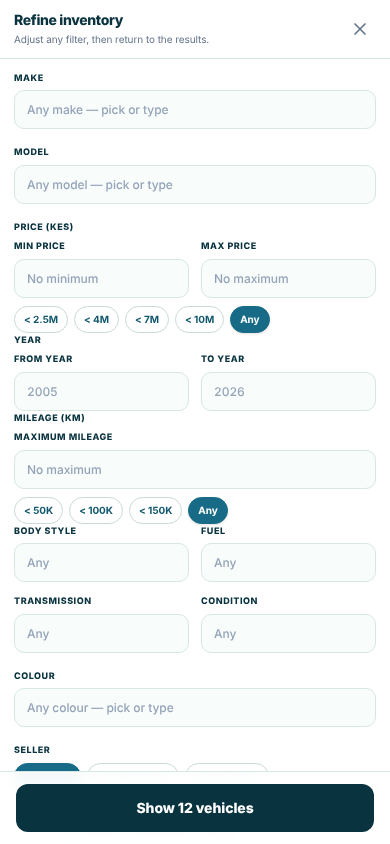 Refine inventory
Adjust any filter, then return to the results.
MAKE
Any make — pick or type
MODEL
Any model — pick or type
PRICE (KES)
MIN PRICE MAX PRICE
No minimum No maximum
< 2.5M < 4M < 7M < 10M Any
YEAR
FROM YEAR TO YEAR
2005 2026
MILEAGE (KM)
MAXIMUM MILEAGE
No maximum
< 50K < 100K < 150K Any
BODY STYLE FUEL
Any Any
TRANSMISSION CONDITION
Any Any
COLOUR
Any colour — pick or type
SELLER
Show 12 vehicles